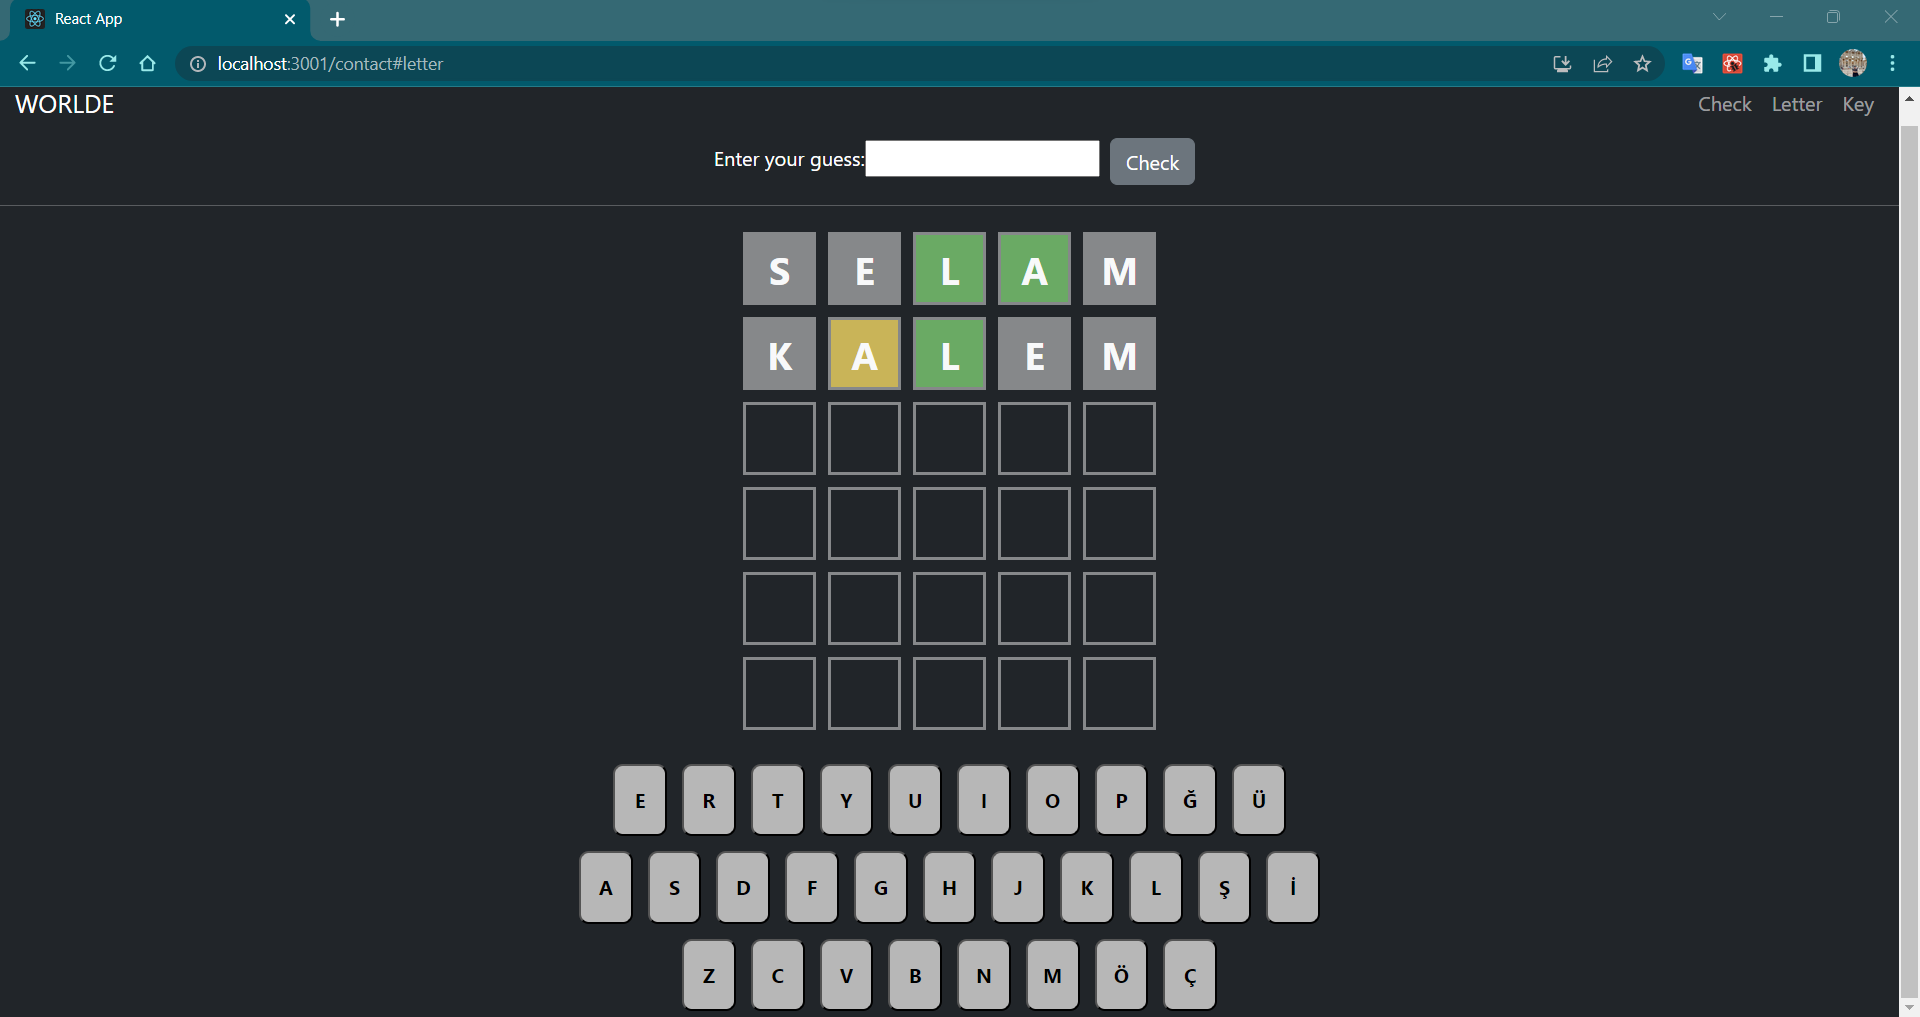 React App
localhost:3001/contact#letter
WORLDE
Check Letter Key
Enter your guess: Check
S E L A M
K A L E M
E R T Y U I O P Ğ Ü
A S D F G H J K L Ş İ
Z C V B N M Ö Ç